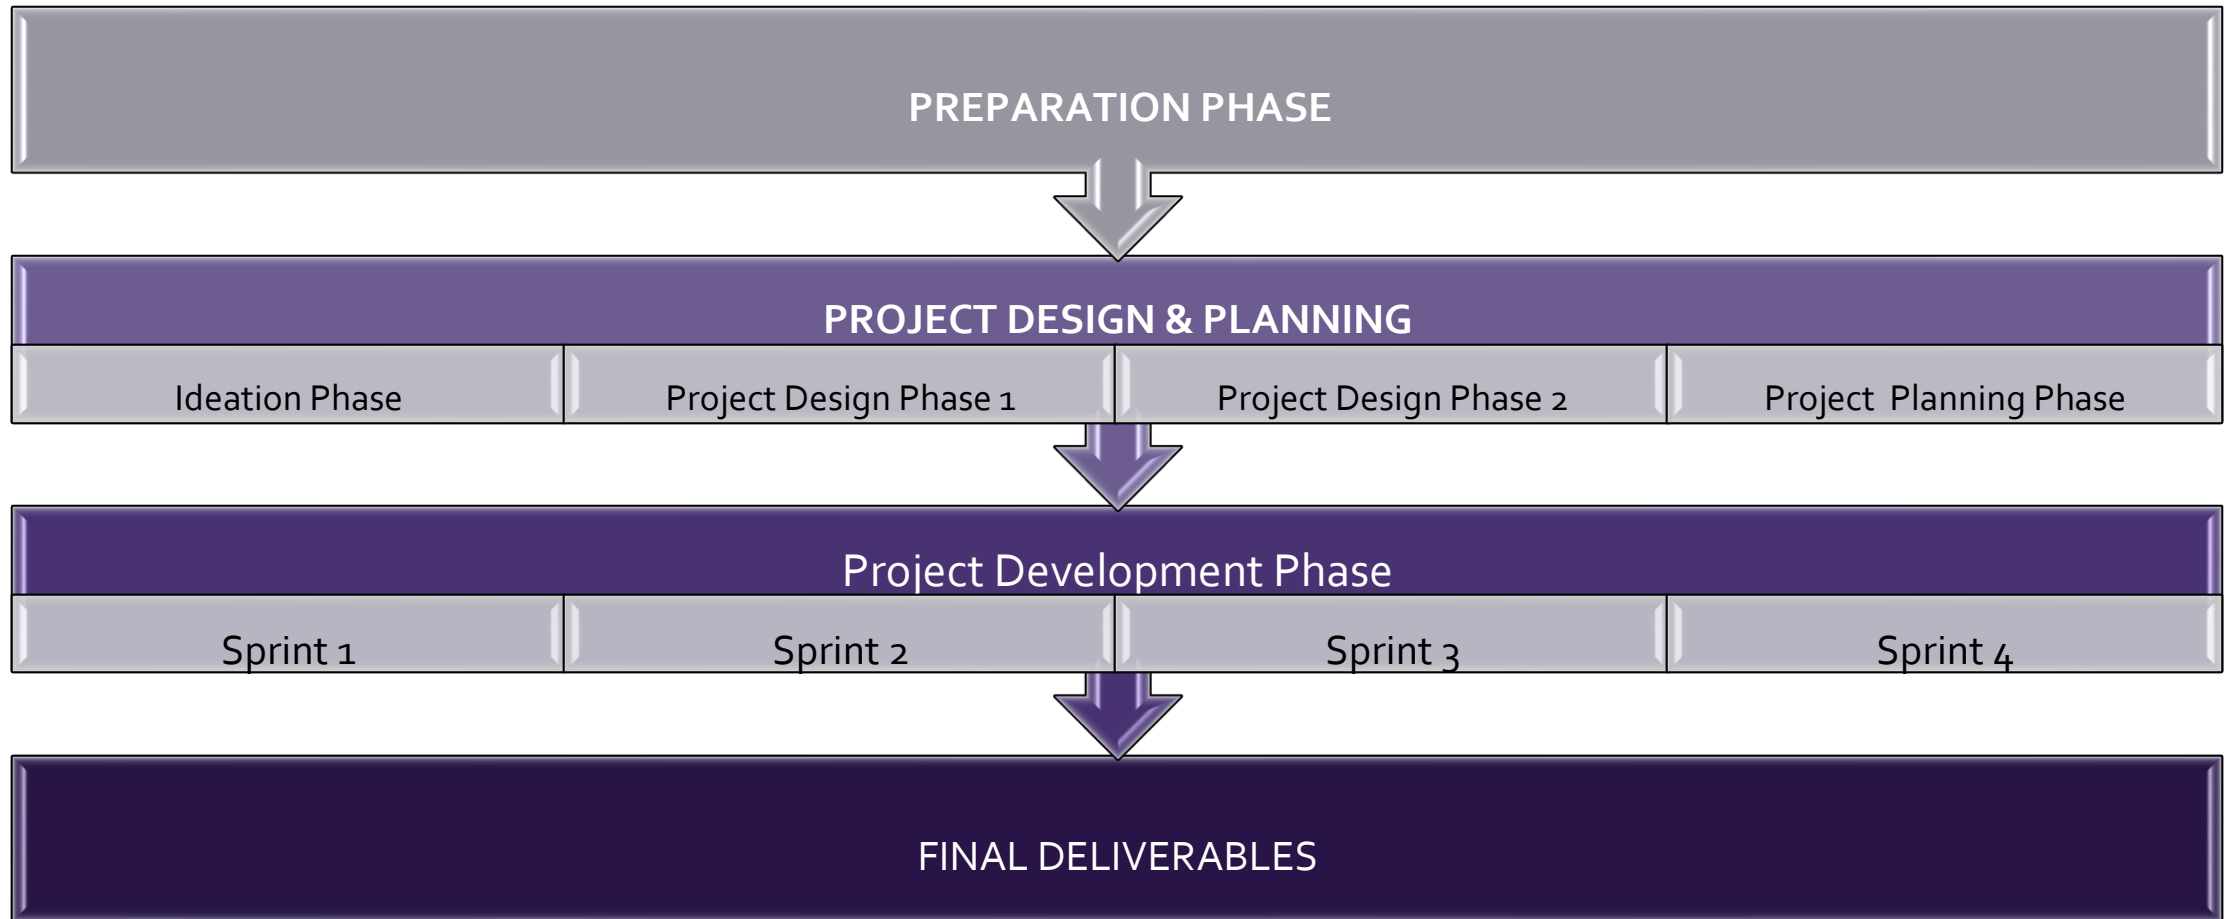 PREPARATION PHASE
PROJECT DESIGN & PLANNING
Ideation Phase
Project Design Phase 1
Project Design Phase 2
Project  Planning Phase
Project Development Phase
Sprint 1
Sprint 2
Sprint 3
Sprint 4
FINAL DELIVERABLES